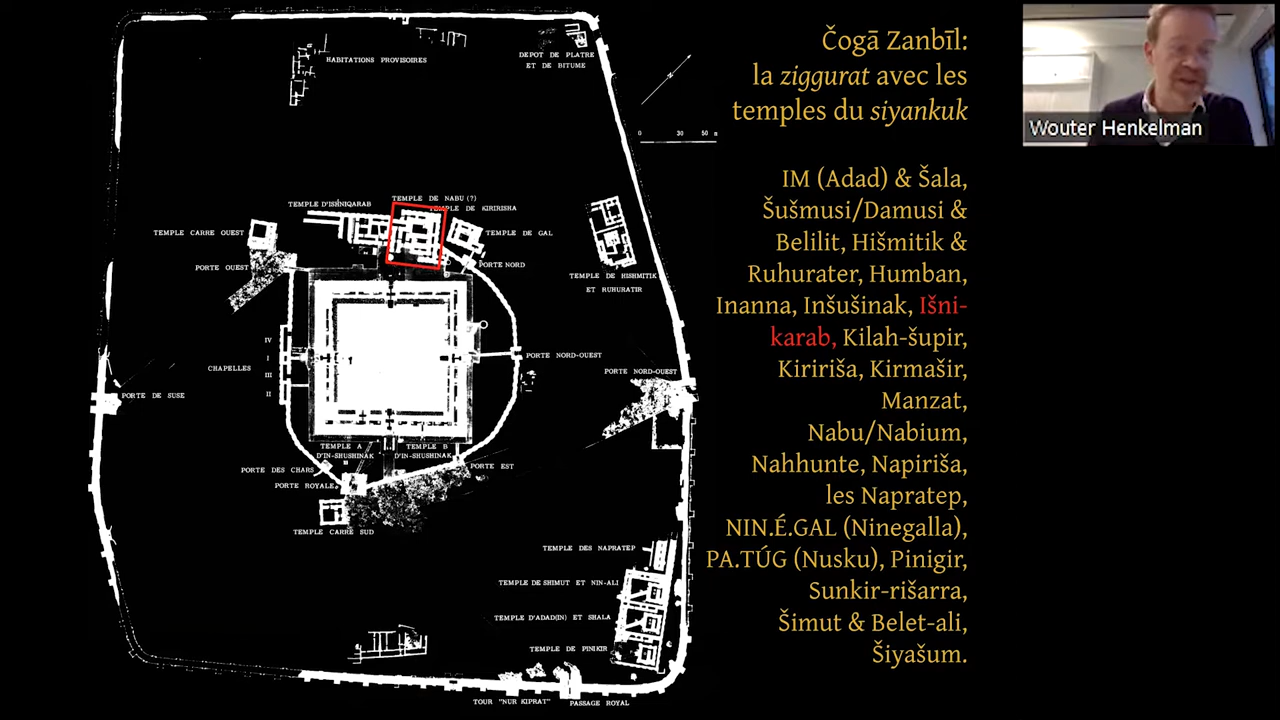 HABITATIONS PROVISOIRES
DEPOT DE PLATRE
ET DE BITUME
N
0 30 50 m
TEMPLE DE NABU (?)
TEMPLE D'ISHNIQARAB
TEMPLE DE KIRIRISHA
TEMPLE CARRE OUEST
TEMPLE DE GAL
PORTE OUEST
PORTE NORD
TEMPLE DE HISHMITIK
ET RUHURATIR
IV
I
III
II
CHAPELLES
PORTE NORD-OUEST
PORTE NORD-OUEST
PORTE DE SUSE
TEMPLE A
D'IN-SHUSHINAK
TEMPLE B
D'IN-SHUSHINAK
PORTE DES CHARS
PORTE EST
PORTE ROYALE
TEMPLE CARRE SUD
TEMPLE DES NAPRATEP
TEMPLE DE SHIMUT ET NIN-ALI
TEMPLE D'ADAD(IN) ET SHALA
TEMPLE DE PINIKIR
TOUR "NUR KIPRAT"
PASSAGE ROYAL
Čogā Zanbīl:
la ziggurat avec les
temples du siyankuk
IM (Adad) & Šala,
Šušmusi/Damusi &
Belilit, Hišmitik &
Ruhurater, Humban,
Inanna, Inšušinak, Išni-
karab, Kilah-šupir,
Kiririša, Kirmašir,
Manzat,
Nabu/Nabium,
Nahhunte, Napiriša,
les Napratep,
NIN.É.GAL (Ninegalla),
PA.TÚG (Nusku), Pinigir,
Sunkir-rišarra,
Šimut & Belet-ali,
Šiyašum.
Wouter Henkelman